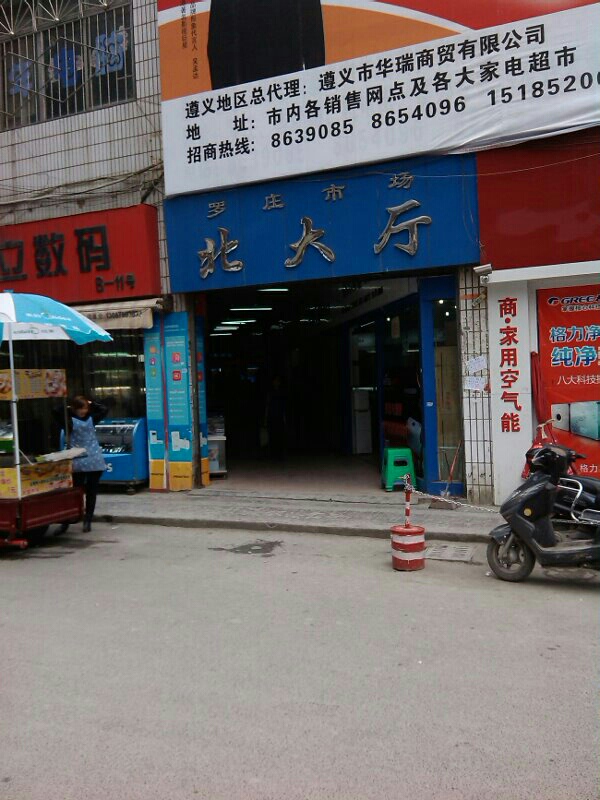 遵义地区总代理：遵义市华瑞商贸有限公司
地　　址：市内各销售网点及各大家电超市
招商热线：8639085 8654096 15185200
罗庄市场
北大厅
立数码
B-11号
商·家用空气能
GREE
格力净
纯净
八大科技
格力